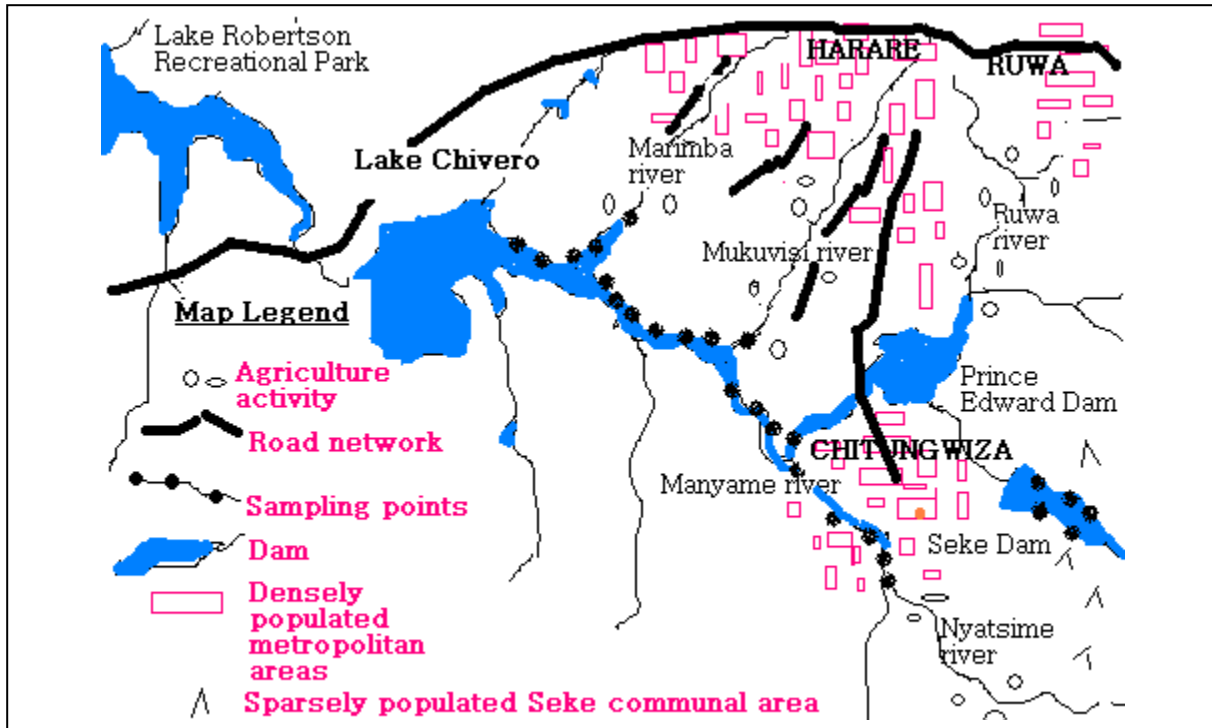 Lake Robertson
Recreational Park
HARARE
RUWA
Lake Chivero
Marimba
river
Ruwa
river
Mukuvisi river
Map Legend
Agriculture
activity
Prince
Edward Dam
Road network
CHITUNGWIZA
Manyame river
Sampling points
Seke Dam
Dam
Densely
populated
metropolitan
areas
Nyatsime
river
Sparsely populated Seke communal area